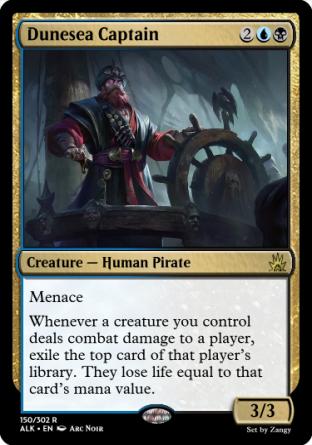 Dunesea Captain 2
Creature — Human Pirate
Menace
Whenever a creature you control
deals combat damage to a player,
exile the top card of that player's
library. They lose life equal to that
card's mana value.
3/3
150/302 R
ALK • EN Arc Noir
Set by Zangy